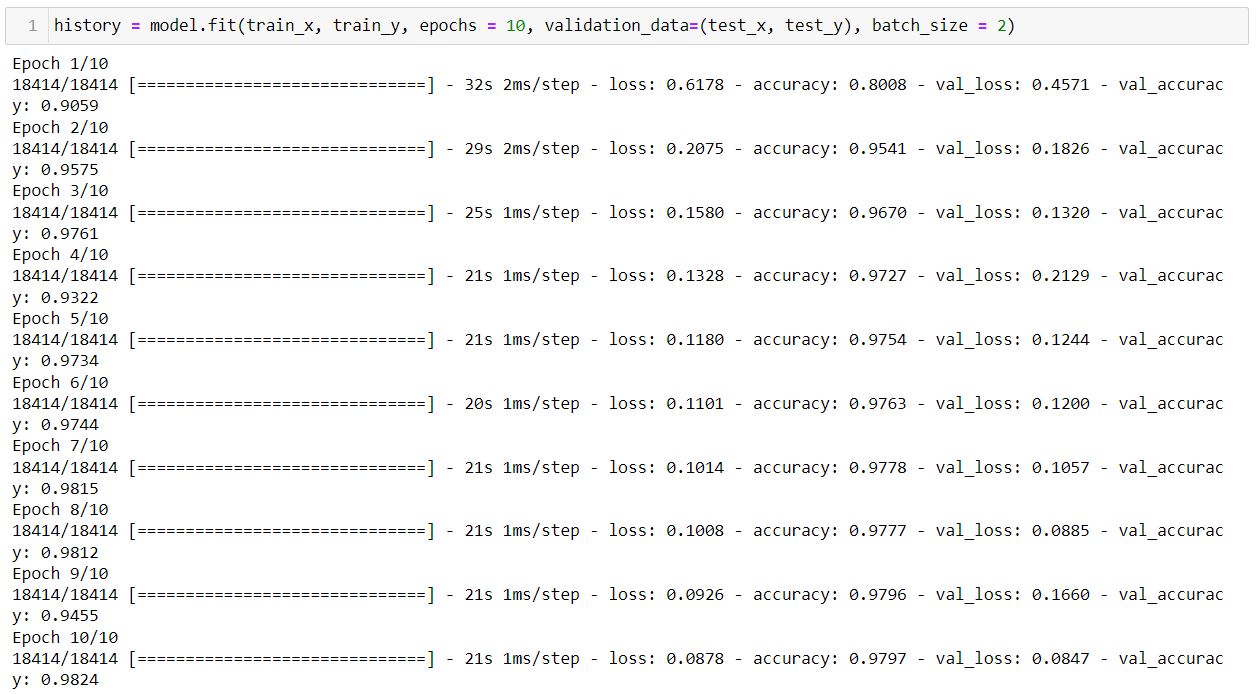 1 history = model.fit(train_x, train_y, epochs = 10, validation_data=(test_x, test_y), batch_size = 2)
Epoch 1/10
18414/18414 [==============================] - 32s 2ms/step - loss: 0.6178 - accuracy: 0.8008 - val_loss: 0.4571 - val_accurac
y: 0.9059
Epoch 2/10
18414/18414 [==============================] - 29s 2ms/step - loss: 0.2075 - accuracy: 0.9541 - val_loss: 0.1826 - val_accurac
y: 0.9575
Epoch 3/10
18414/18414 [==============================] - 25s 1ms/step - loss: 0.1580 - accuracy: 0.9670 - val_loss: 0.1320 - val_accurac
y: 0.9761
Epoch 4/10
18414/18414 [==============================] - 21s 1ms/step - loss: 0.1328 - accuracy: 0.9727 - val_loss: 0.2129 - val_accurac
y: 0.9322
Epoch 5/10
18414/18414 [==============================] - 21s 1ms/step - loss: 0.1180 - accuracy: 0.9754 - val_loss: 0.1244 - val_accurac
y: 0.9734
Epoch 6/10
18414/18414 [==============================] - 20s 1ms/step - loss: 0.1101 - accuracy: 0.9763 - val_loss: 0.1200 - val_accurac
y: 0.9744
Epoch 7/10
18414/18414 [==============================] - 21s 1ms/step - loss: 0.1014 - accuracy: 0.9778 - val_loss: 0.1057 - val_accurac
y: 0.9815
Epoch 8/10
18414/18414 [==============================] - 21s 1ms/step - loss: 0.1008 - accuracy: 0.9777 - val_loss: 0.0885 - val_accurac
y: 0.9812
Epoch 9/10
18414/18414 [==============================] - 21s 1ms/step - loss: 0.0926 - accuracy: 0.9796 - val_loss: 0.1660 - val_accurac
y: 0.9455
Epoch 10/10
18414/18414 [==============================] - 21s 1ms/step - loss: 0.0878 - accuracy: 0.9797 - val_loss: 0.0847 - val_accurac
y: 0.9824